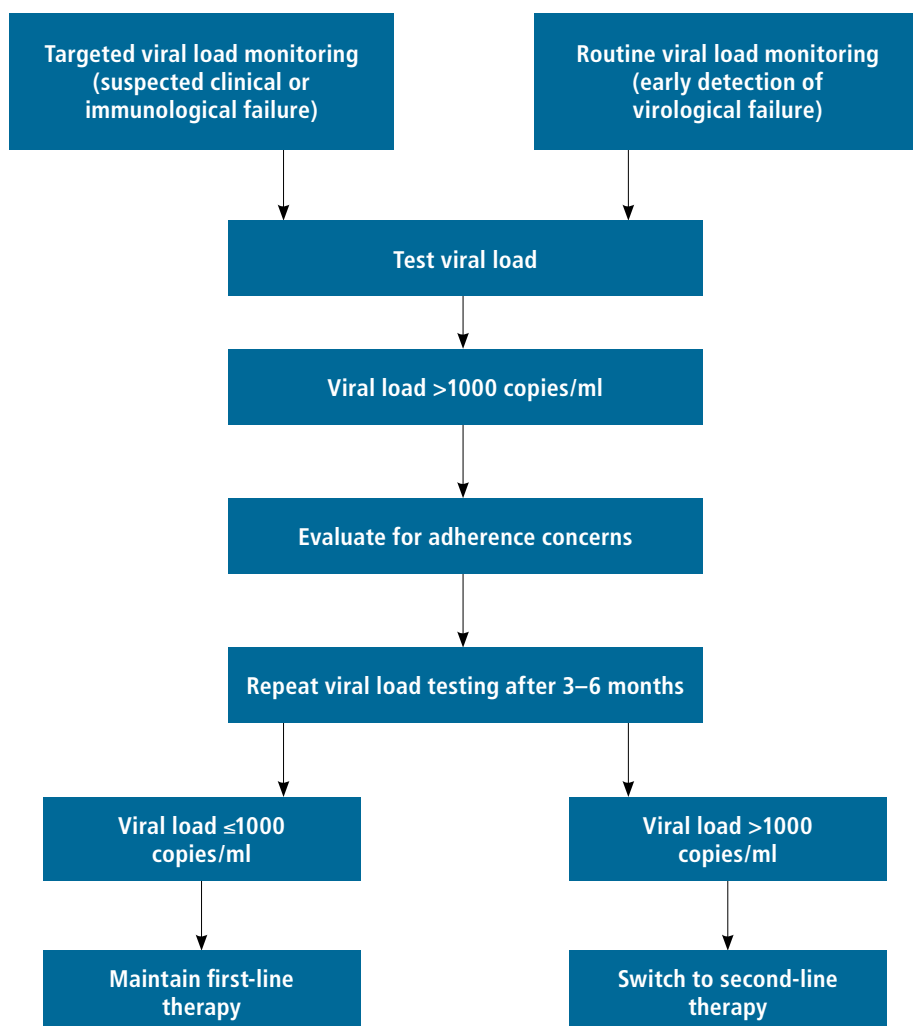 Targeted viral load monitoring
(suspected clinical or
immunological failure)
Routine viral load monitoring
(early detection of
virological failure)
Test viral load
Viral load >1000 copies/ml
Evaluate for adherence concerns
Repeat viral load testing after 3–6 months
Viral load ≤1000
copies/ml
Viral load >1000
copies/ml
Maintain first-line
therapy
Switch to second-line
therapy